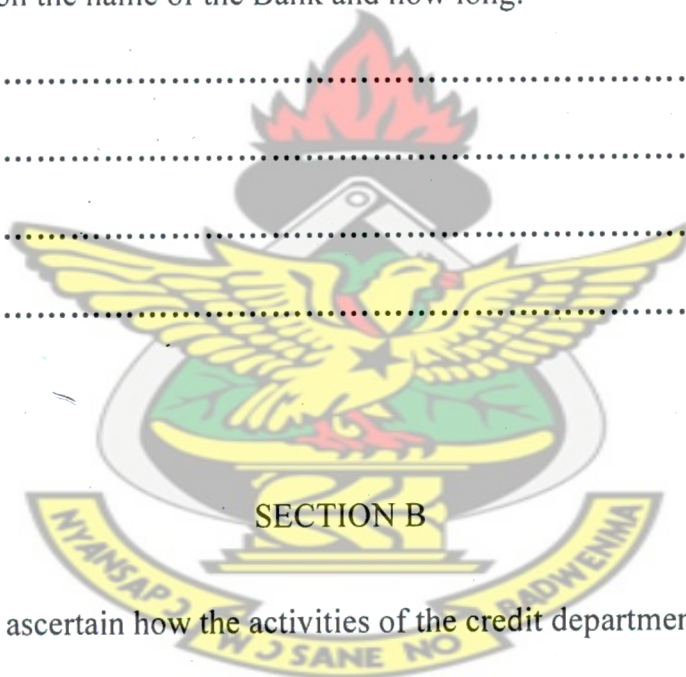 on the name of the Bank and how long.
SECTION B
NYANSAPƆ WƆ SANE NO BADWENMA
ascertain how the activities of the credit departmen